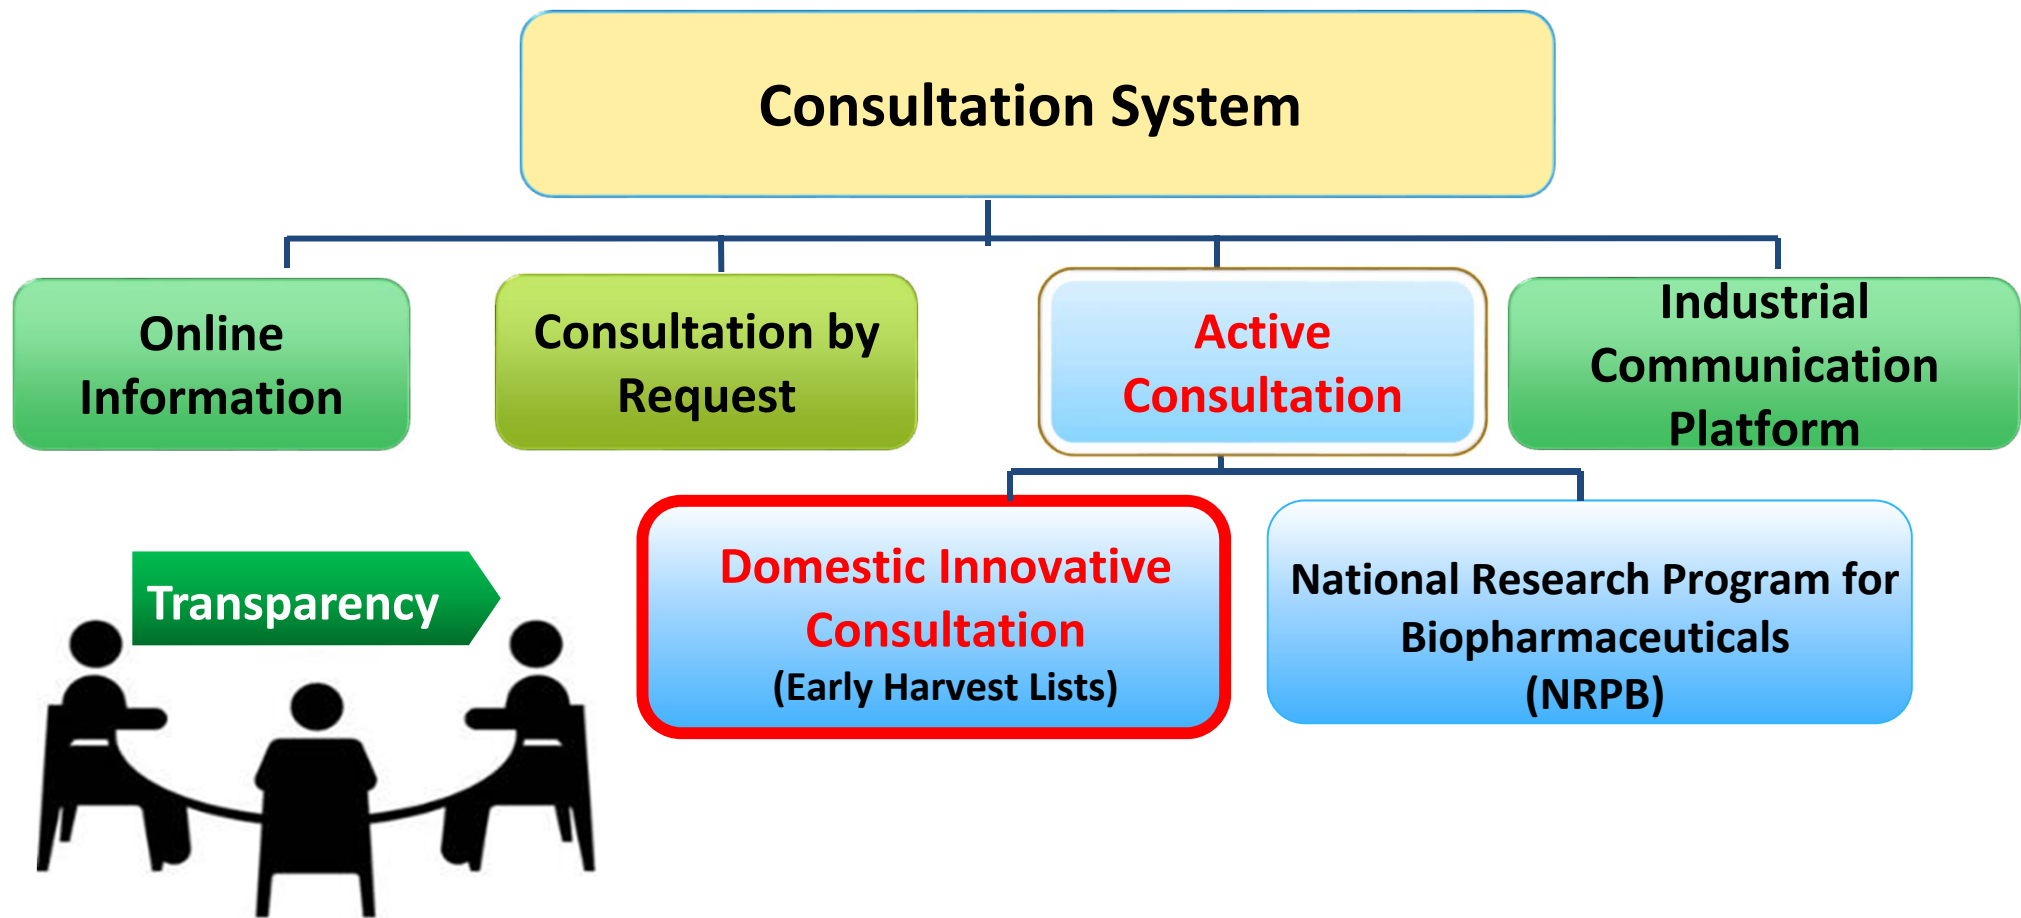 Consultation System
Online
Information
Consultation by
Request
Active
Consultation
Industrial
Communication
Platform
Transparency
Domestic Innovative
Consultation
(Early Harvest Lists)
National Research Program for
Biopharmaceuticals
(NRPB)